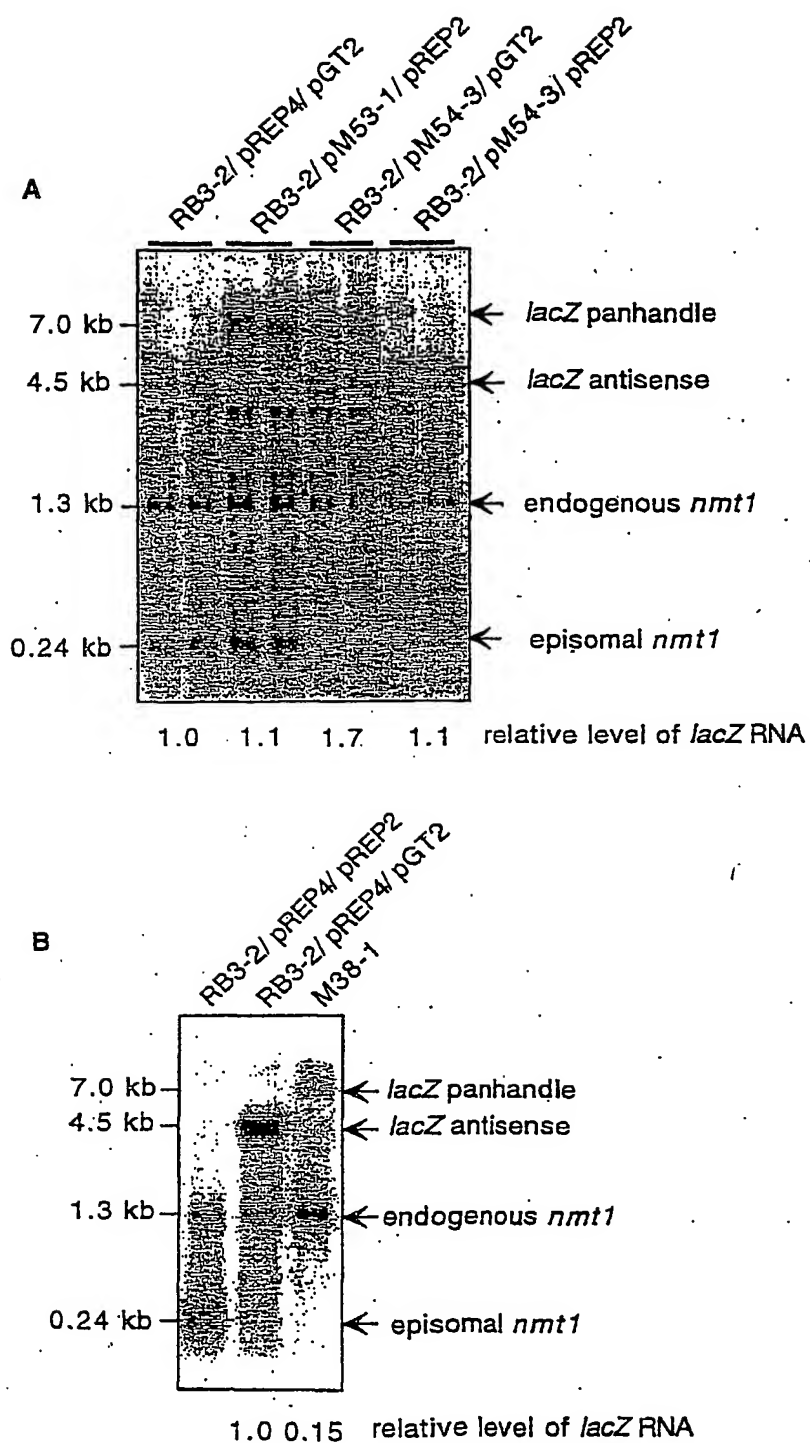 A
RB3-2/ pREP4/ pGT2
RB3-2/ pM53-1/ pREP2
RB3-2/ pM54-3/ pGT2
RB3-2/ pM54-3/ pREP2
7.0 kb
lacZ panhandle
4.5 kb
lacZ antisense
1.3 kb
endogenous nmt1
0.24 kb
episomal nmt1
1.0 1.1 1.7 1.1 relative level of lacZ RNA
B
RB3-2/ pREP4/ pREP2
RB3-2/ pREP4/ pGT2
M38-1
7.0 kb
lacZ panhandle
4.5 kb
lacZ antisense
1.3 kb
endogenous nmt1
0.24 kb
episomal nmt1
1.0 0.15 relative level of lacZ RNA